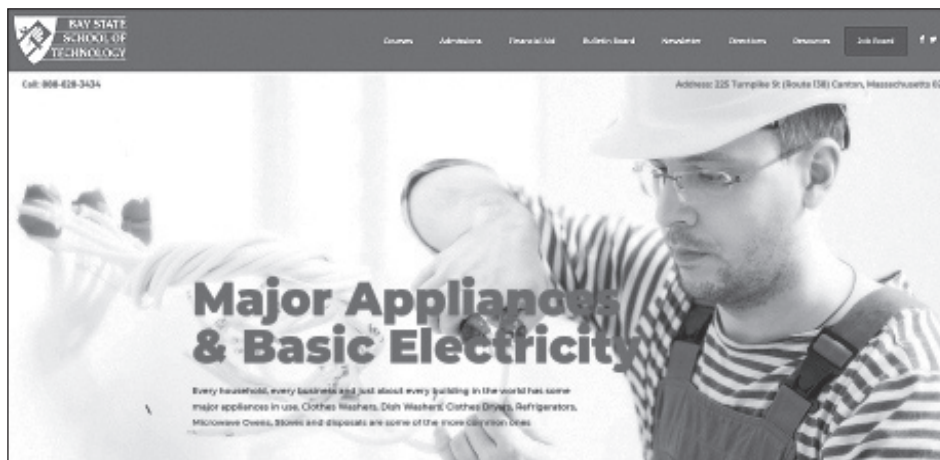 BAY STATE
SCHOOL OF
TECHNOLOGY
Courses Admissions Financial Aid Bulletin Board Newsletter Directions Resources Job Board
Call: 888-828-3434
Address: 225 Turnpike St (Route 138) Canton, Massachusetts 02
Major Appliances
& Basic Electricity
Every household, every business and just about every building in the world has some
major appliances in use. Clothes Washers, Dish Washers, Clothes Dryers, Refrigerators,
Microwave Ovens, Stoves and disposals are some of the more common ones